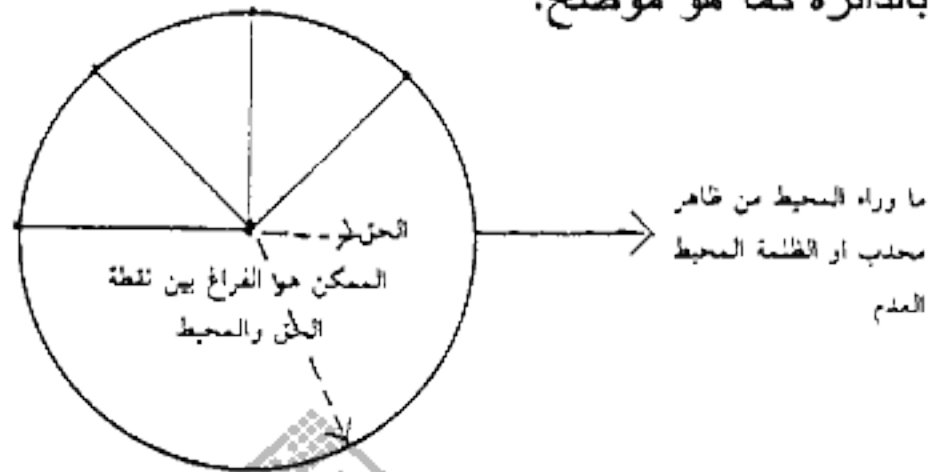 بالدائرة كما هو موضح:
الحق
الممكن هو الفراغ بين نقطة
الحق والمحيط
ما وراء المحيط من ظاهر
محدب او الظلمة المحيط
العدم